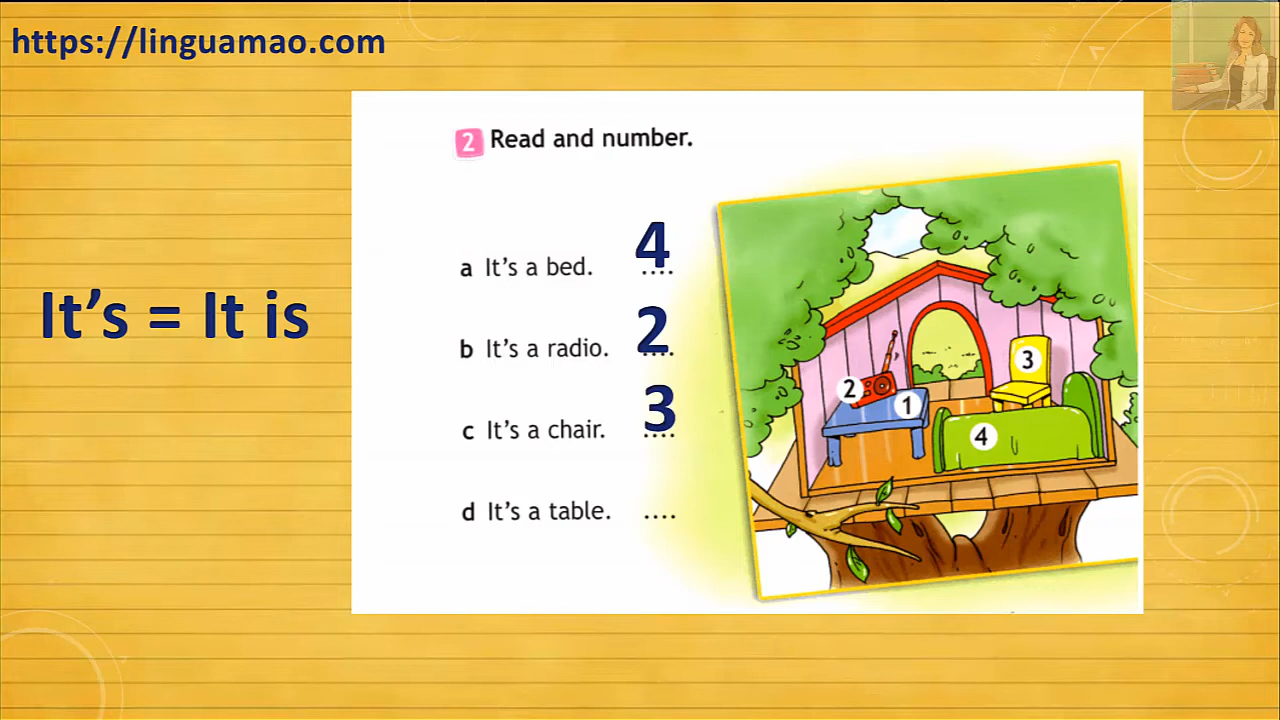 https://linguamao.com
2 Read and number.
a It's a bed. 4
b It's a radio. 2
c It's a chair. 3
d It's a table. ....
It's = It is
3
2
1
4